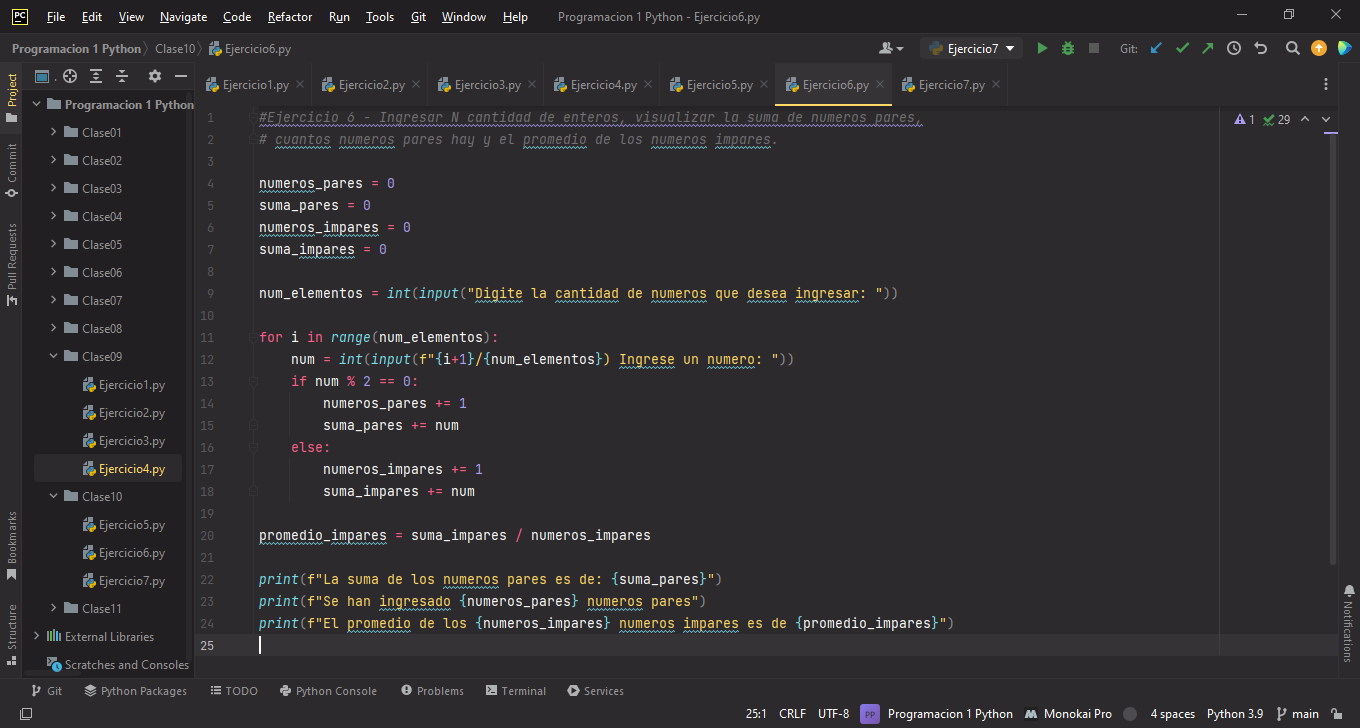 PC File Edit View Navigate Code Refactor Run Tools Git Window Help Programacion 1 Python - Ejercicio6.py
Programacion 1 Python Clase10 Ejercicio6.py Ejercicio7 Git:
Project
Commit
Pull Requests
Bookmarks
Structure
Programacion 1 Python
Clase01
Clase02
Clase03
Clase04
Clase05
Clase06
Clase07
Clase08
Clase09
Ejercicio1.py
Ejercicio2.py
Ejercicio3.py
Ejercicio4.py
Clase10
Ejercicio5.py
Ejercicio6.py
Ejercicio7.py
Clase11
External Libraries
Scratches and Consoles
Ejercicio1.py Ejercicio2.py Ejercicio3.py Ejercicio4.py Ejercicio5.py Ejercicio6.py Ejercicio7.py
1 29
1 #Ejercicio 6 - Ingresar N cantidad de enteros, visualizar la suma de numeros pares,
2 # cuantos numeros pares hay y el promedio de los numeros impares.
3
4 numeros_pares = 0
5 suma_pares = 0
6 numeros_impares = 0
7 suma_impares = 0
8
9 num_elementos = int(input("Digite la cantidad de numeros que desea ingresar: "))
10
11 for i in range(num_elementos):
12 num = int(input(f"{i+1}/{num_elementos}) Ingrese un numero: "))
13 if num % 2 == 0:
14 numeros_pares += 1
15 suma_pares += num
16 else:
17 numeros_impares += 1
18 suma_impares += num
19
20 promedio_impares = suma_impares / numeros_impares
21
22 print(f"La suma de los numeros pares es de: {suma_pares}")
23 print(f"Se han ingresado {numeros_pares} numeros pares")
24 print(f"El promedio de los {numeros_impares} numeros impares es de {promedio_impares}")
25
Notifications
Git Python Packages TODO Python Console Problems Terminal Services
25:1 CRLF UTF-8 PP Programacion 1 Python Monokai Pro 4 spaces Python 3.9 main